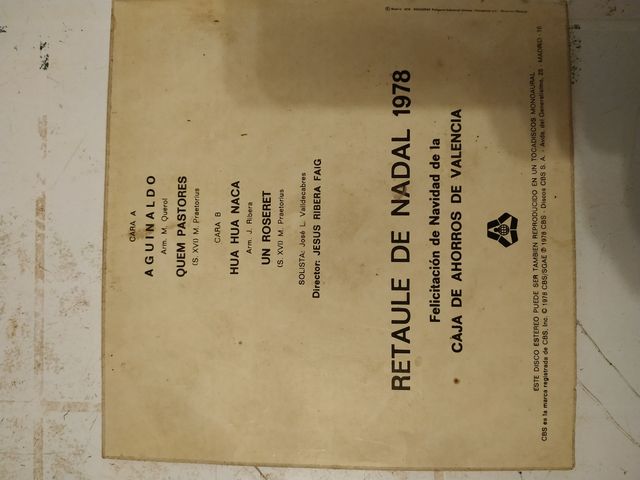 CARA A
AGUINALDO
Arm. M. Querol
QUEM PASTORES
(S. XVI) M. Praetorius
CARA B
HUA HUA NACA
Arm. J. Ribera
UN ROSERET
(S. XVI) M. Praetorius
SOLISTA: José L. Valldecabres
Director: JESUS RIBERA FAIG
RETAULE DE NADAL 1978
Felicitación de Navidad de la
CAJA DE AHORROS DE VALENCIA
ESTE DISCO ESTEREO PUEDE SER TAMBIEN REPRODUCIDO EN UN TOCADISCOS MONOAURAL
CBS es la marca registrada de CBS, Inc. © 1978 CBS/SGAE ℗ 1978 CBS - Discos CBS S. A. - Avda. del Generalísimo, 25 - MADRID - 16